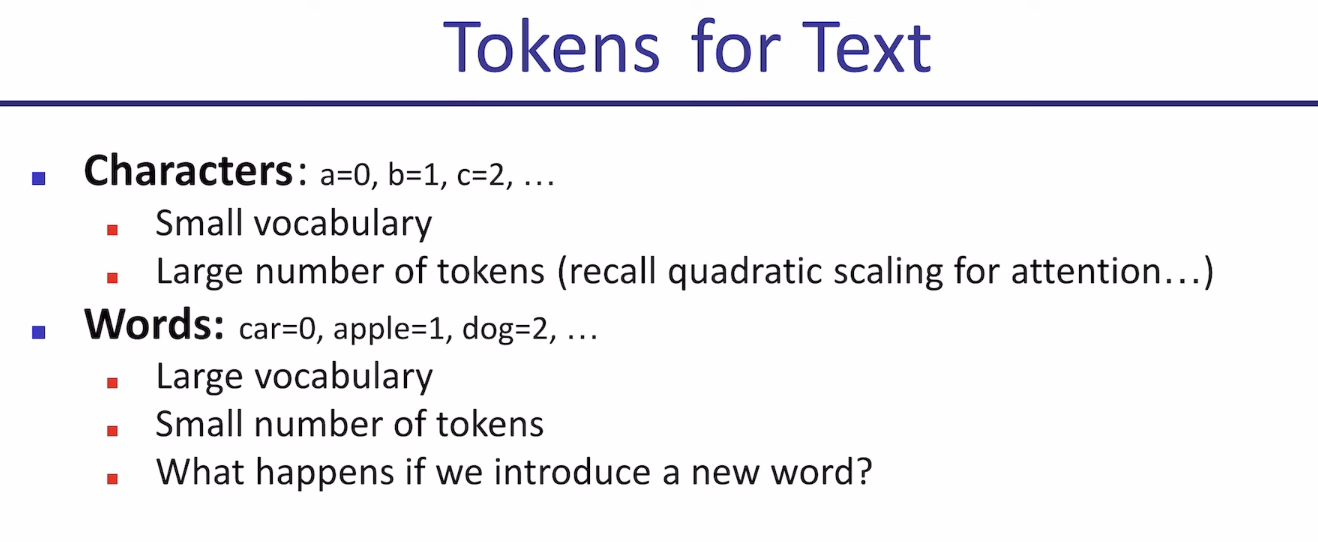 Tokens for Text
Characters: a=0, b=1, c=2, …
Small vocabulary
Large number of tokens (recall quadratic scaling for attention…)
Words: car=0, apple=1, dog=2, …
Large vocabulary
Small number of tokens
What happens if we introduce a new word?